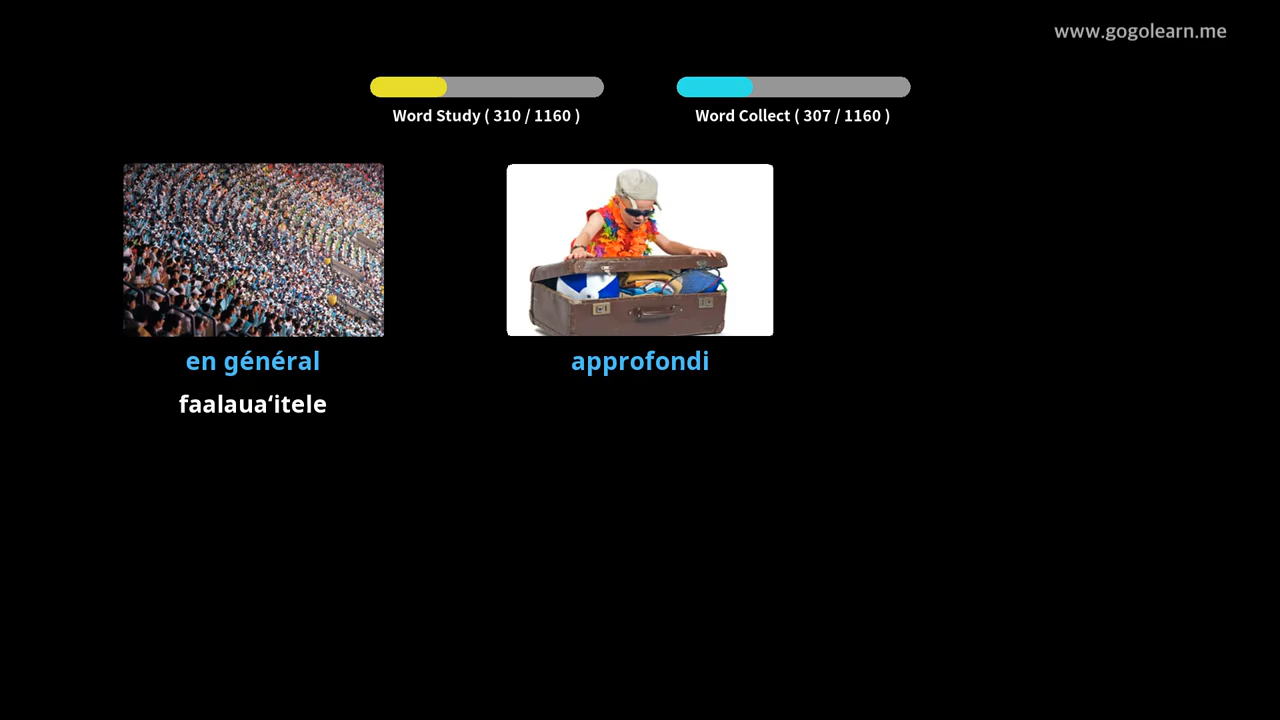 www.gogolearn.me
Word Study ( 310 / 1160 )
Word Collect ( 307 / 1160 )
en général
approfondi
faalaua‘itele